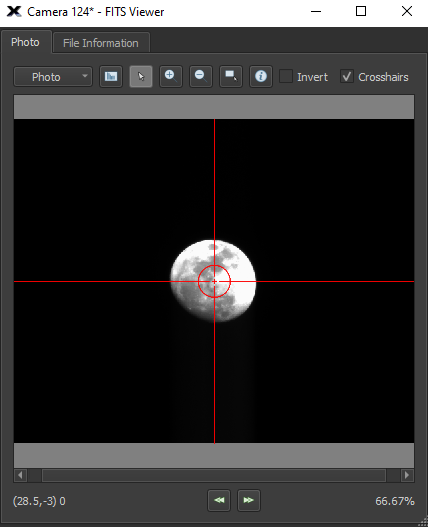 Camera 124* - FITS Viewer
Photo
File Information
Photo
Invert
Crosshairs
(28.5,-3) 0
66.67%